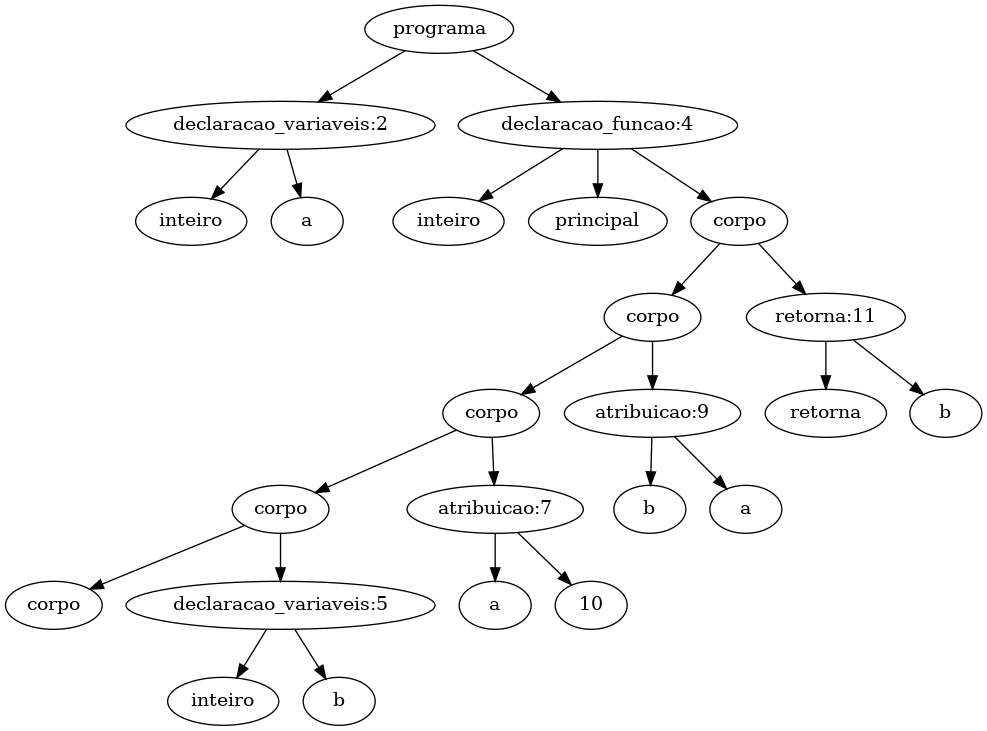 programa
declaracao_variaveis:2
declaracao_funcao:4
inteiro
a
inteiro
principal
corpo
corpo
retorna:11
corpo
atribuicao:9
retorna
b
corpo
atribuicao:7
b
a
corpo
declaracao_variaveis:5
a
10
inteiro
b